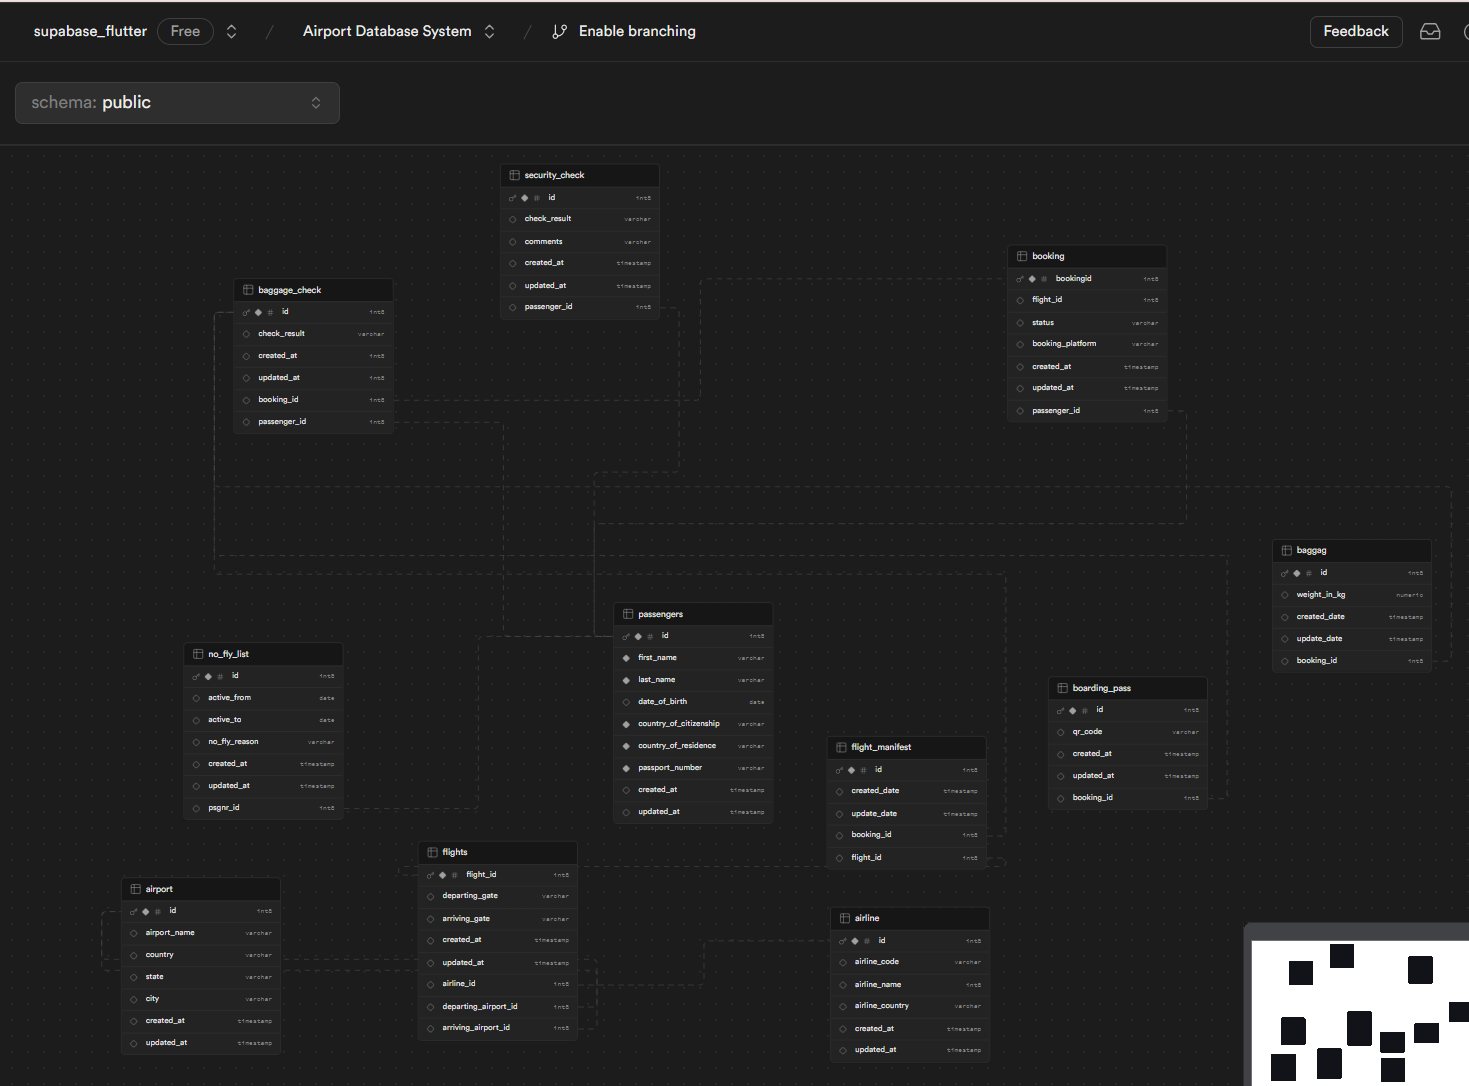 supabase_flutter Free / Airport Database System / Enable branching Feedback
schema: public
security_check
# id int8
check_result varchar
comments varchar
created_at timestamp
updated_at timestamp
passenger_id int8
booking
# bookingid int8
flight_id int8
status varchar
booking_platform varchar
created_at timestamp
updated_at timestamp
passenger_id int8
baggage_check
# id int8
check_result varchar
created_at int8
updated_at int8
booking_id int8
passenger_id int8
baggag
# id int8
weight_in_kg numeric
created_date timestamp
update_date timestamp
booking_id int8
passengers
# id int8
first_name varchar
last_name varchar
date_of_birth date
country_of_citizenship varchar
country_of_residence varchar
passport_number varchar
created_at timestamp
updated_at timestamp
no_fly_list
# id int8
active_from date
active_to date
no_fly_reason varchar
created_at timestamp
updated_at timestamp
psgnr_id int8
boarding_pass
# id int8
qr_code varchar
created_at timestamp
updated_at timestamp
booking_id int8
flight_manifest
# id int8
created_date timestamp
update_date timestamp
booking_id int8
flight_id int8
flights
# flight_id int8
departing_gate varchar
arriving_gate varchar
created_at timestamp
updated_at timestamp
airline_id int8
departing_airport_id int8
arriving_airport_id int8
airport
# id int8
airport_name varchar
country varchar
state varchar
city varchar
created_at timestamp
updated_at timestamp
airline
# id int8
airline_code varchar
airline_name int8
airline_country varchar
created_at timestamp
updated_at timestamp